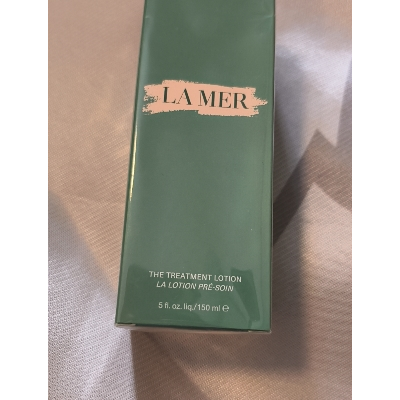 LA MER
THE TREATMENT LOTION
LA LOTION PRÉ-SOIN
5 fl. oz. liq./150 ml ℮